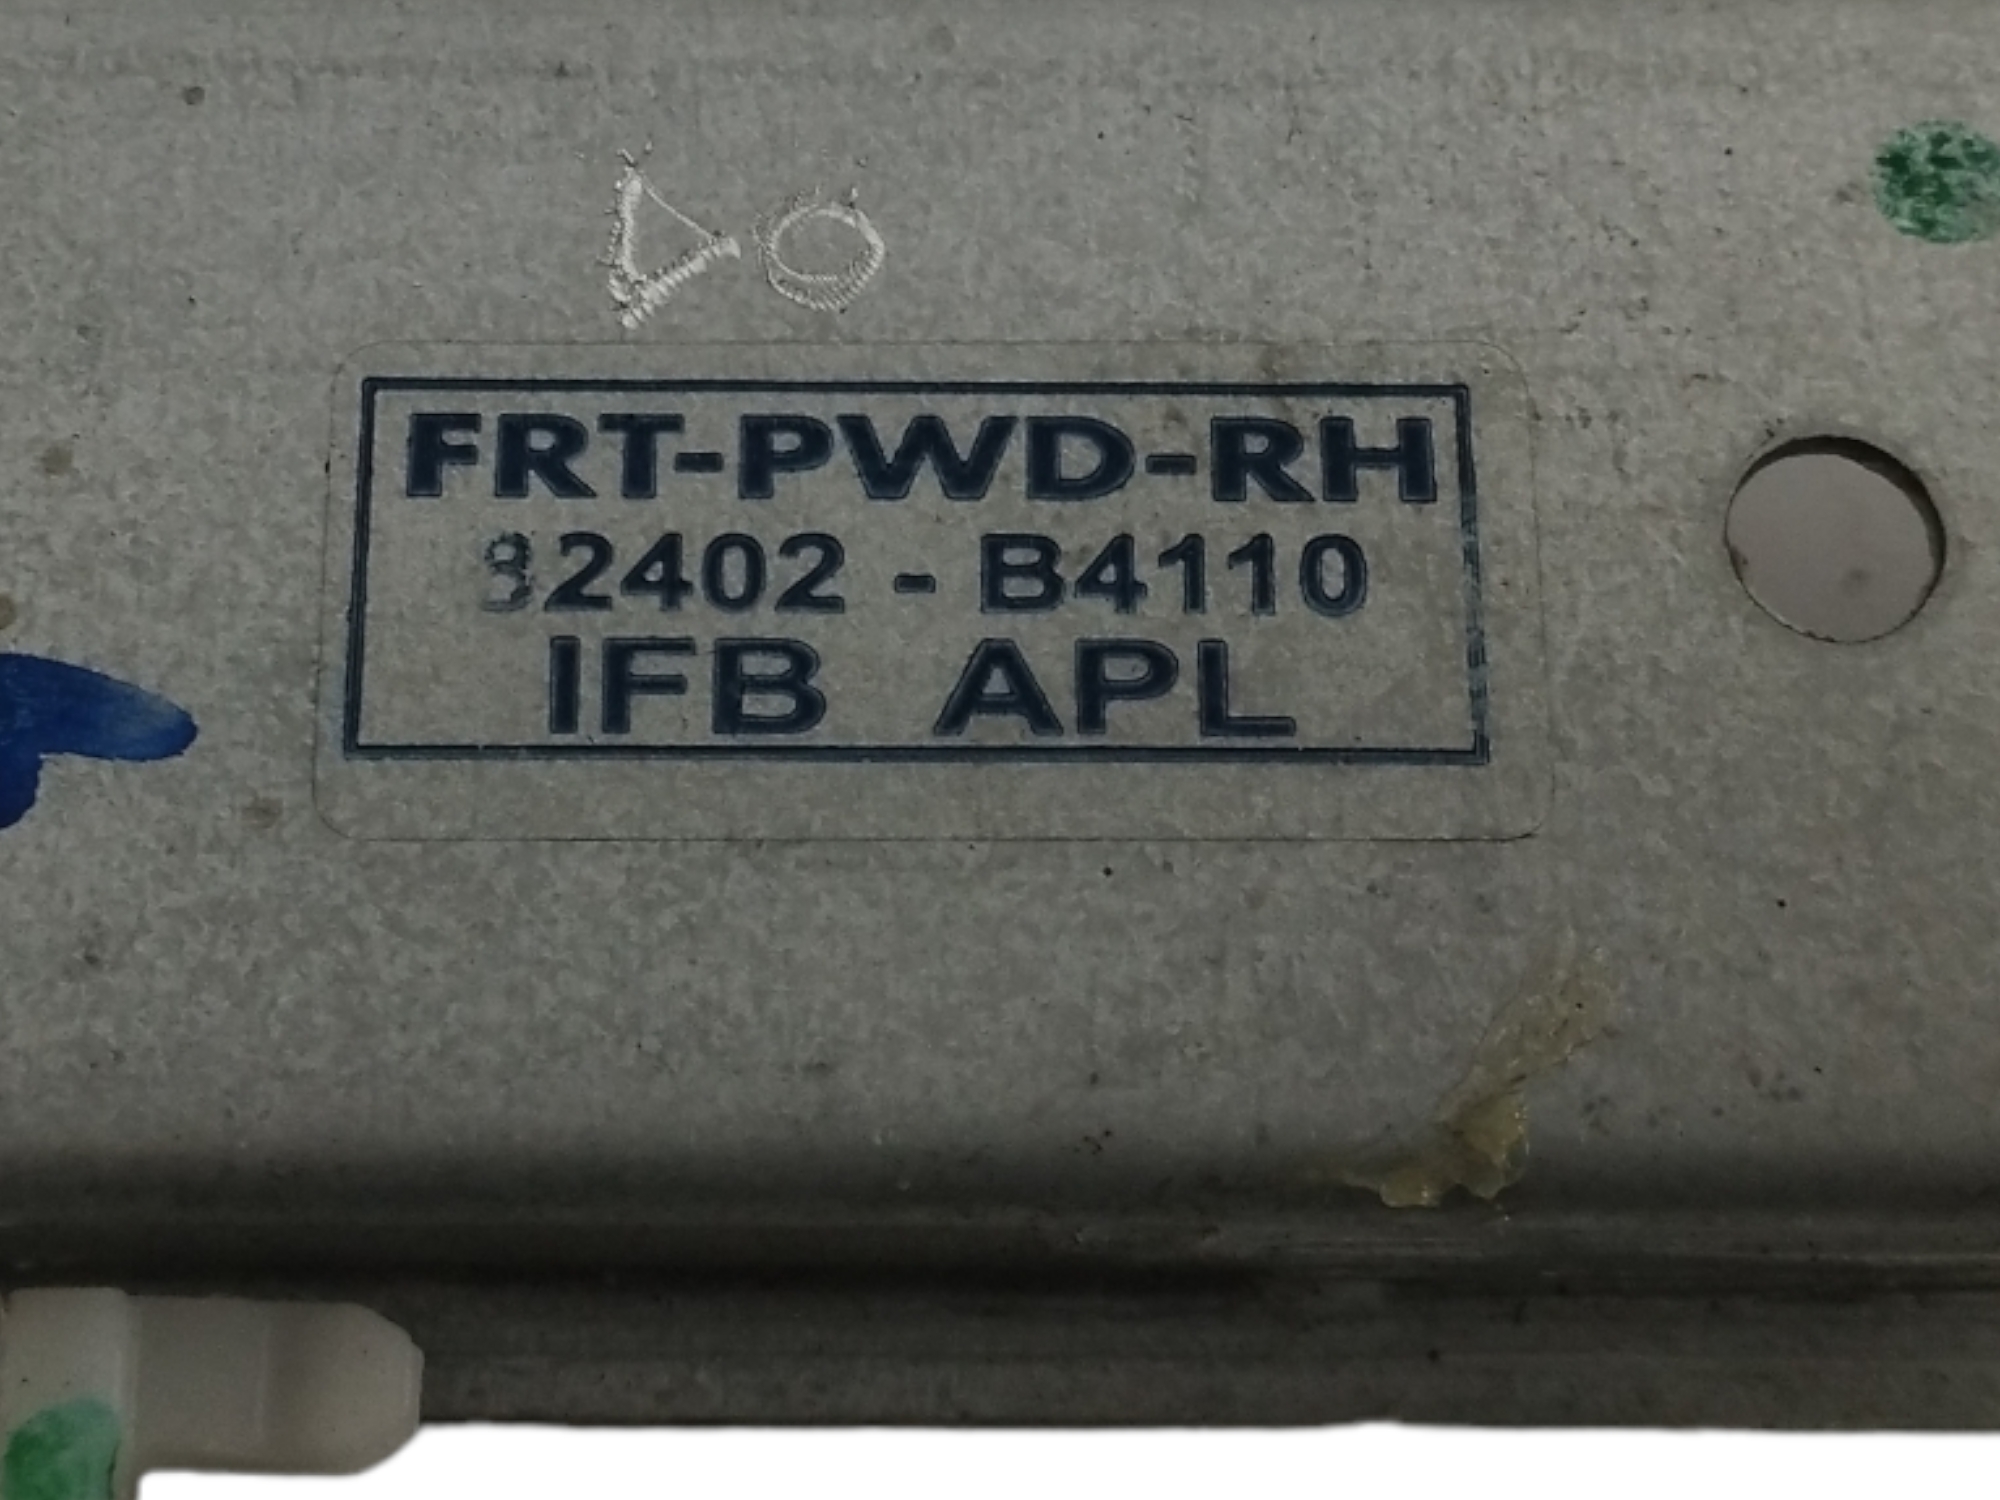 FRT-PWD-RH
82402 - B4110
IFB APL